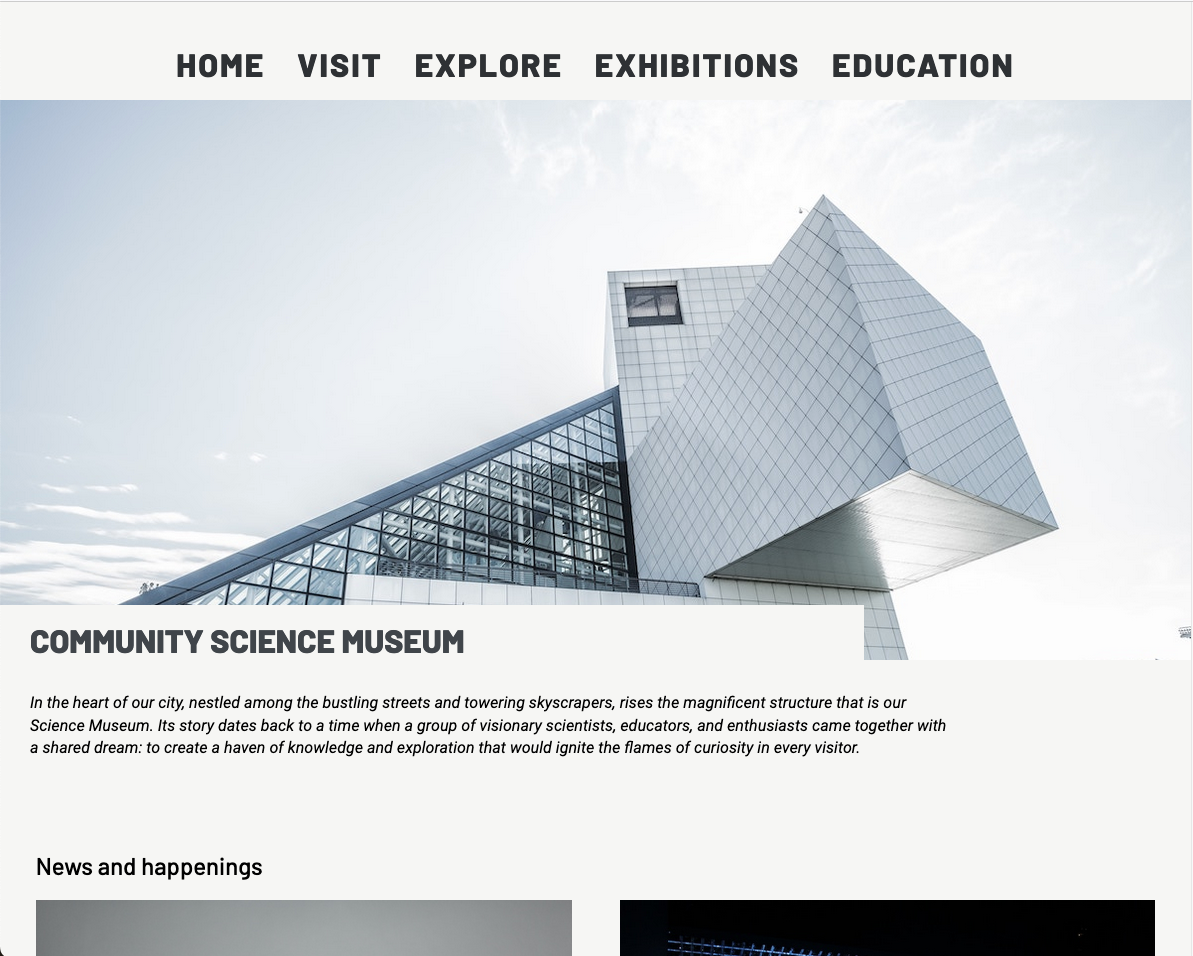 HOME VISIT EXPLORE EXHIBITIONS EDUCATION
COMMUNITY SCIENCE MUSEUM
In the heart of our city, nestled among the bustling streets and towering skyscrapers, rises the magnificent structure that is our
Science Museum. Its story dates back to a time when a group of visionary scientists, educators, and enthusiasts came together with
a shared dream: to create a haven of knowledge and exploration that would ignite the flames of curiosity in every visitor.
News and happenings